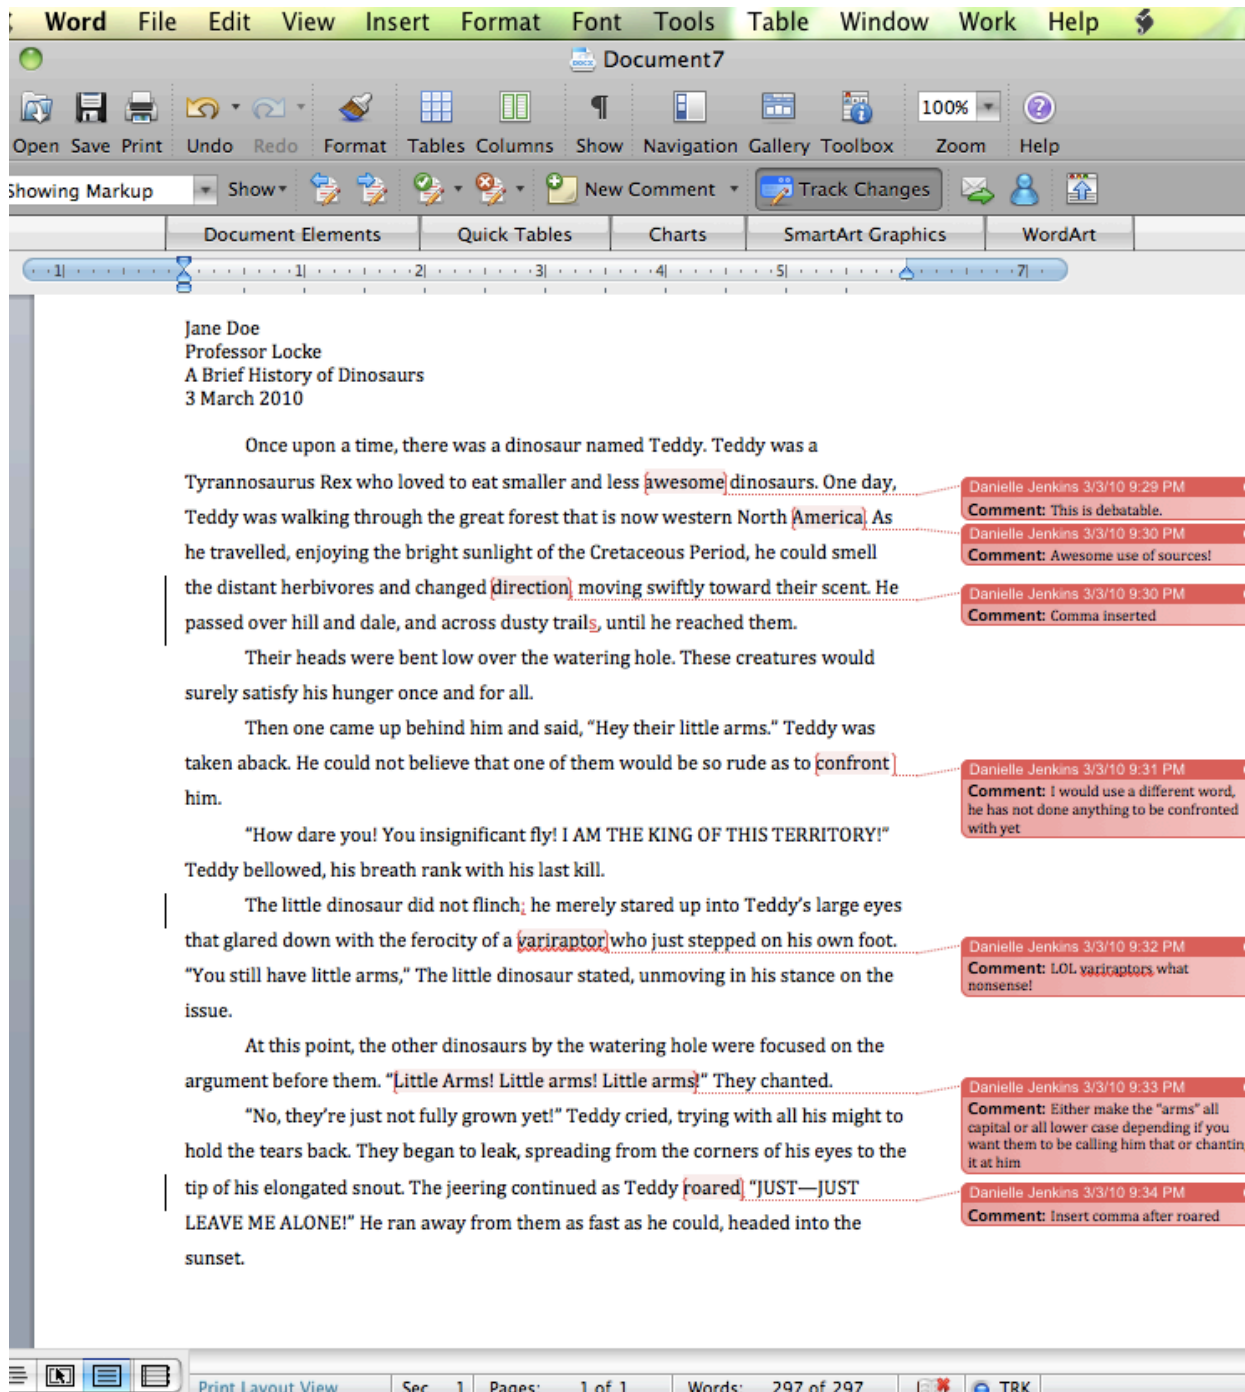 Word File Edit View Insert Format Font Tools Table Window Work Help
Document7
Open Save Print Undo Redo Format Tables Columns Show Navigation Gallery Toolbox 100% Zoom Help
Showing Markup Show New Comment Track Changes
Document Elements Quick Tables Charts SmartArt Graphics WordArt
1 1 2 3 4 5 7
Jane Doe
Professor Locke
A Brief History of Dinosaurs
3 March 2010
Once upon a time, there was a dinosaur named Teddy. Teddy was a
Tyrannosaurus Rex who loved to eat smaller and less awesome dinosaurs. One day,
Teddy was walking through the great forest that is now western North America. As
he travelled, enjoying the bright sunlight of the Cretaceous Period, he could smell
the distant herbivores and changed direction, moving swiftly toward their scent. He
passed over hill and dale, and across dusty trails, until he reached them.
Their heads were bent low over the watering hole. These creatures would
surely satisfy his hunger once and for all.
Then one came up behind him and said, “Hey their little arms.“ Teddy was
taken aback. He could not believe that one of them would be so rude as to confront
him.
“How dare you! You insignificant fly! I AM THE KING OF THIS TERRITORY!”
Teddy bellowed, his breath rank with his last kill.
The little dinosaur did not flinch; he merely stared up into Teddy’s large eyes
that glared down with the ferocity of a variraptor who just stepped on his own foot.
“You still have little arms,” The little dinosaur stated, unmoving in his stance on the
issue.
At this point, the other dinosaurs by the watering hole were focused on the
argument before them. “Little Arms! Little arms! Little arms!” They chanted.
“No, they’re just not fully grown yet!” Teddy cried, trying with all his might to
hold the tears back. They began to leak, spreading from the corners of his eyes to the
tip of his elongated snout. The jeering continued as Teddy roared, “JUST—JUST
LEAVE ME ALONE!” He ran away from them as fast as he could, headed into the
sunset.
Danielle Jenkins 3/3/10 9:29 PM
Comment: This is debatable.
Danielle Jenkins 3/3/10 9:30 PM
Comment: Awesome use of sources!
Danielle Jenkins 3/3/10 9:30 PM
Comment: Comma inserted
Danielle Jenkins 3/3/10 9:31 PM
Comment: I would use a different word,
he has not done anything to be confronted
with yet
Danielle Jenkins 3/3/10 9:32 PM
Comment: LOL variraptors what
nonsense!
Danielle Jenkins 3/3/10 9:33 PM
Comment: Either make the “arms” all
capital or all lower case depending if you
want them to be calling him that or chanting
it at him
Danielle Jenkins 3/3/10 9:34 PM
Comment: Insert comma after roared
Print Layout View Sec 1 Pages: 1 of 1 Words: 297 of 297 TRK